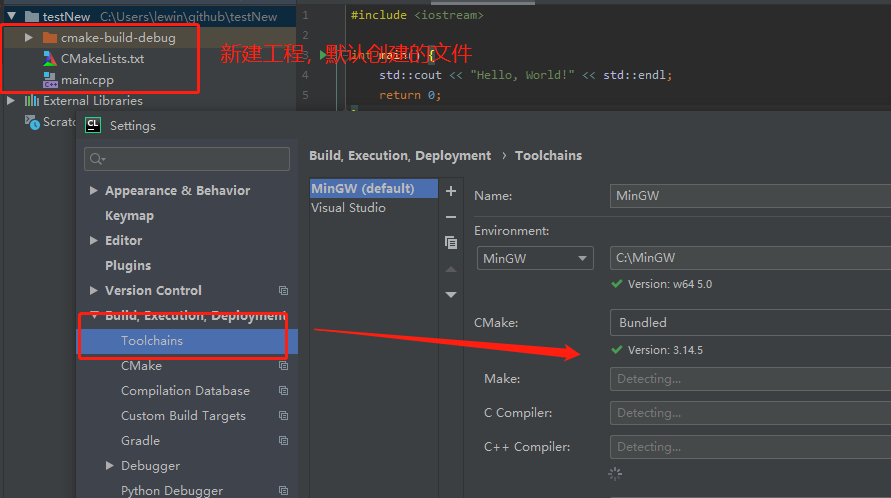 testNew C:\Users\lewin\github\testNew
cmake-build-debug
CMakeLists.txt
main.cpp
External Libraries
新建工程，默认创建的文件
1 #include <iostream>
2
3 int main() {
4 std::cout << "Hello, World!" << std::endl;
5 return 0;
CL Settings
Appearance & Behavior
Keymap
Editor
Plugins
Version Control
Build, Execution, Deployment
Toolchains
CMake
Compilation Database
Custom Build Targets
Gradle
Debugger
Python Debugger
Build, Execution, Deployment › Toolchains
MinGW (default)
Visual Studio
Name: MinGW
Environment:
MinGW C:\MinGW
Version: w64 5.0
CMake: Bundled
Version: 3.14.5
Make: Detecting...
C Compiler: Detecting...
C++ Compiler: Detecting...